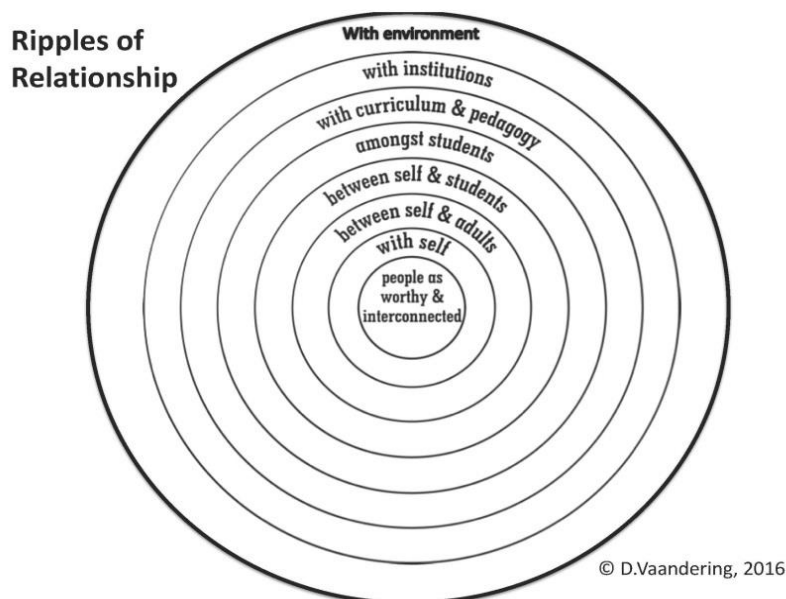 Ripples of
Relationship
With environment
with institutions
with curriculum & pedagogy
amongst students
between self & students
between self & adults
with self
people as
worthy &
interconnected
© D.Vaandering, 2016